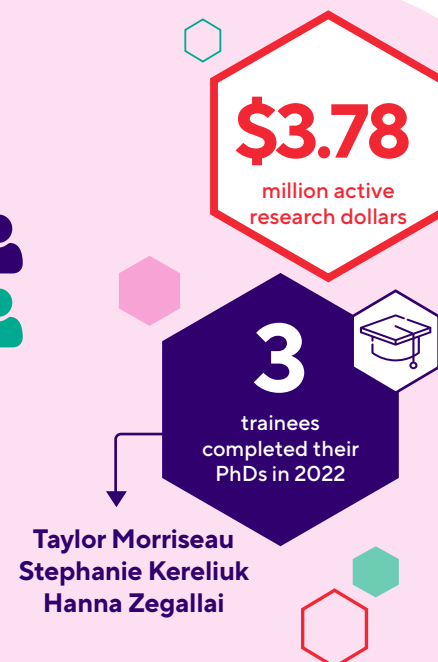 $3.78
million active
research dollars
3
trainees
completed their
PhDs in 2022
Taylor Morriseau
Stephanie Kereliuk
Hanna Zegallai